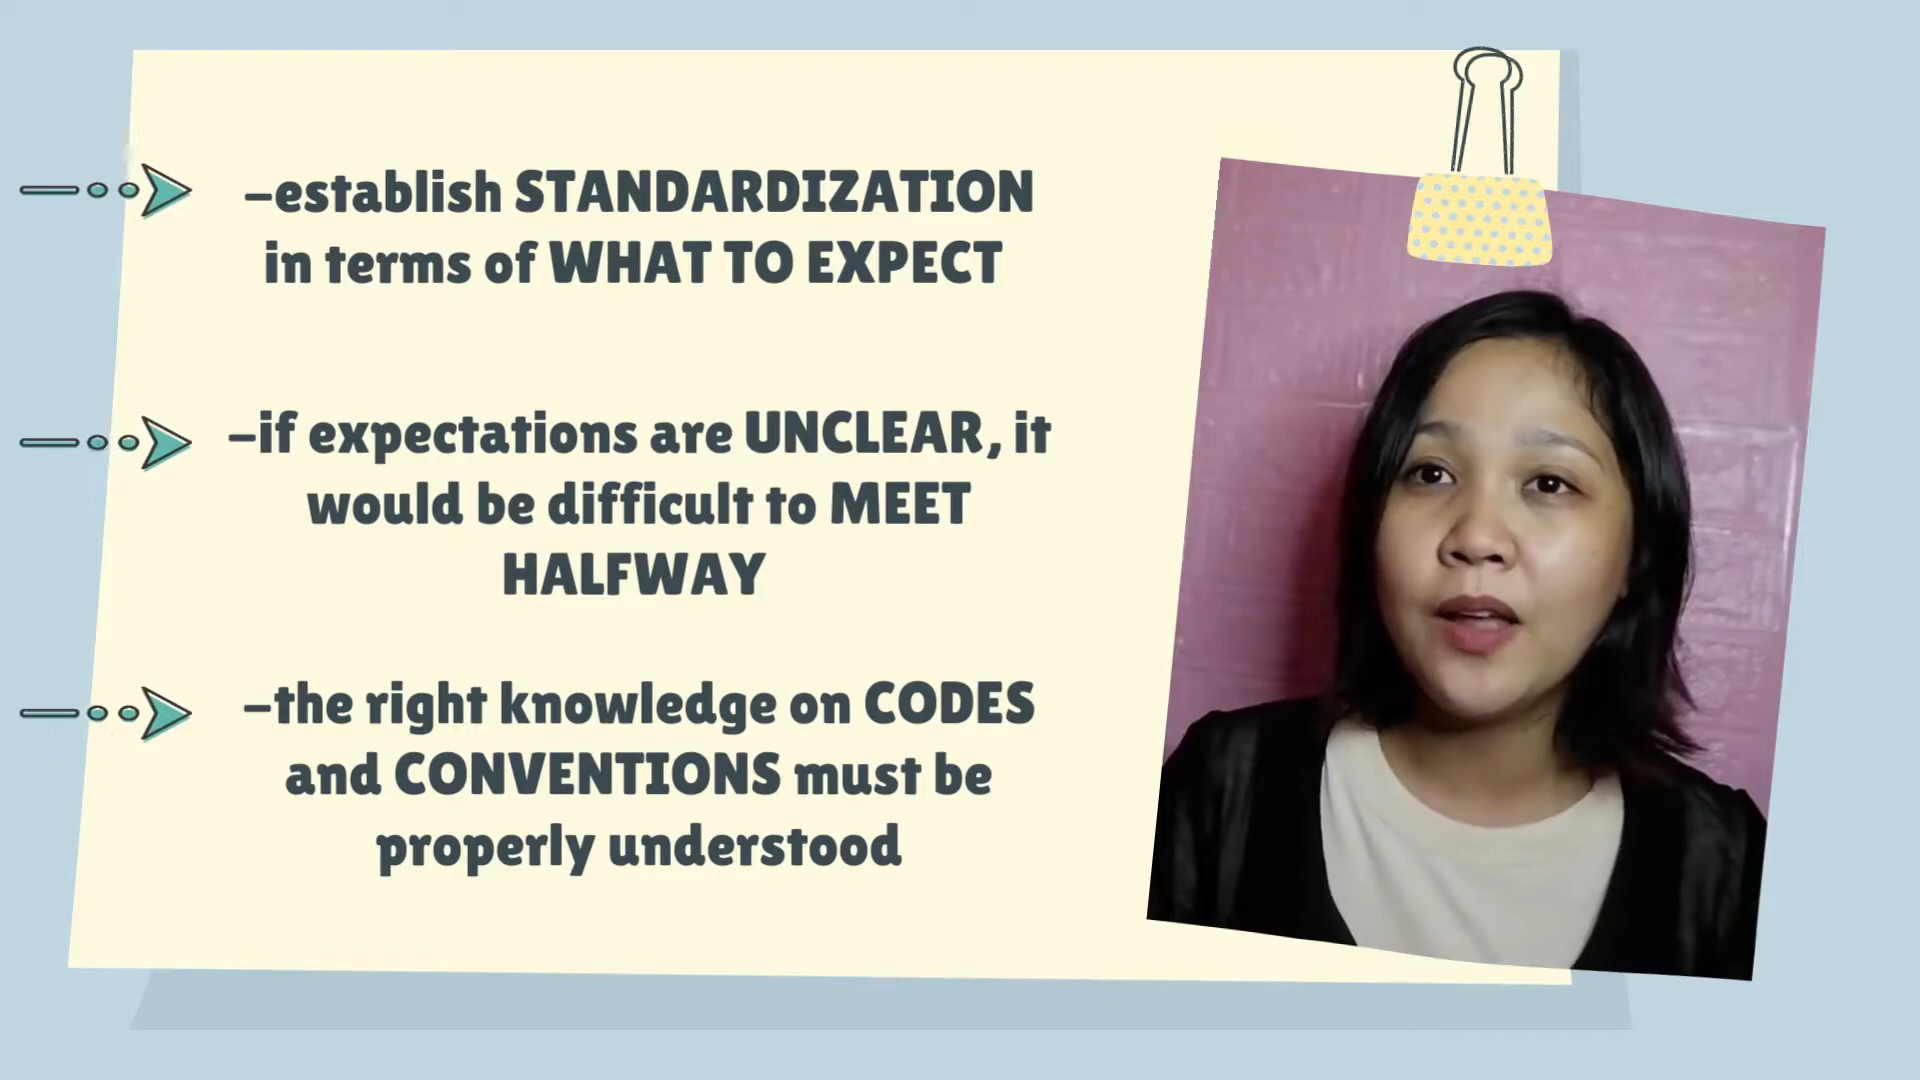 -establish STANDARDIZATION
in terms of WHAT TO EXPECT
-if expectations are UNCLEAR, it
would be difficult to MEET
HALFWAY
-the right knowledge on CODES
and CONVENTIONS must be
properly understood